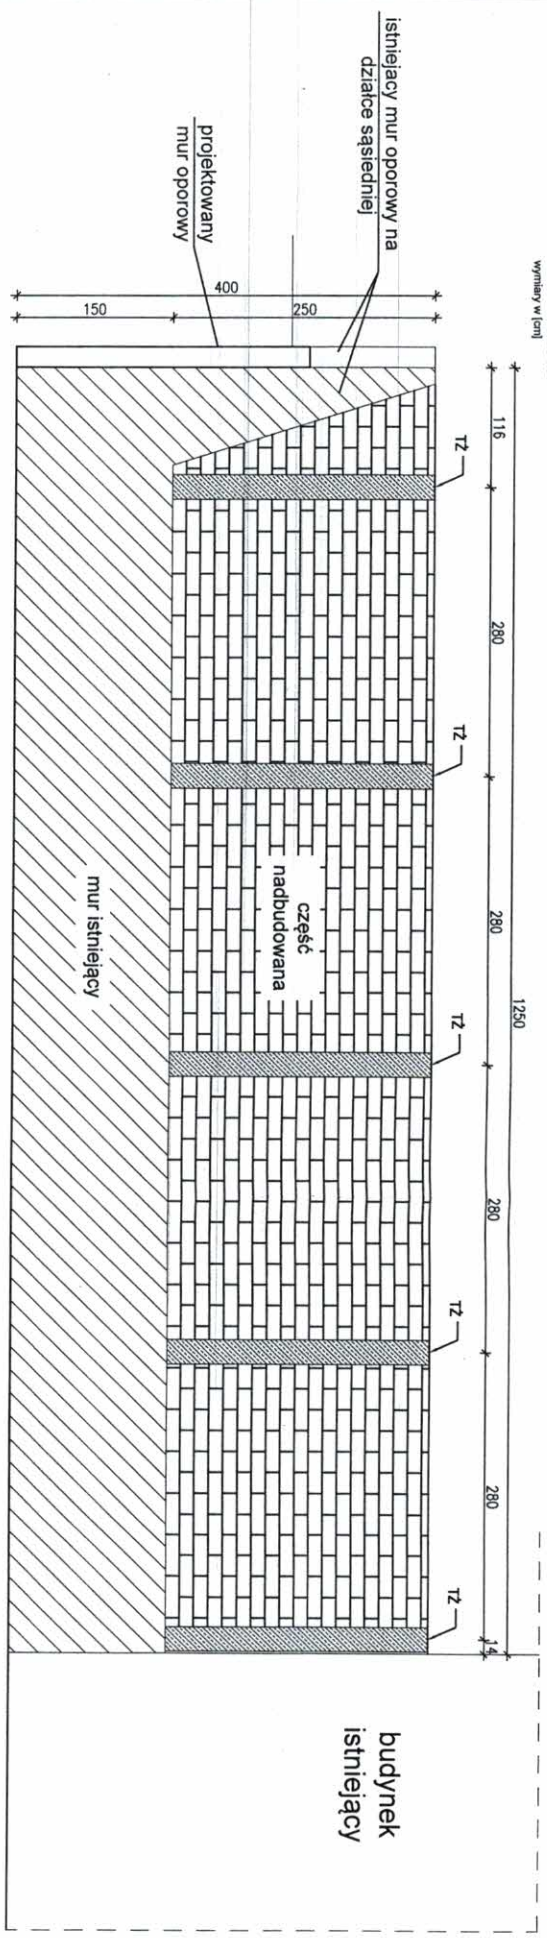 wymiary w [cm]
1250
116
280
280
280
280
14
TŻ
TŻ
TŻ
TŻ
TŻ
istniejacy mur oporowy na
działce sąsiedniej
projektowany
mur oporowy
400
250
150
część
nadbudowana
mur istniejący
budynek
istniejący